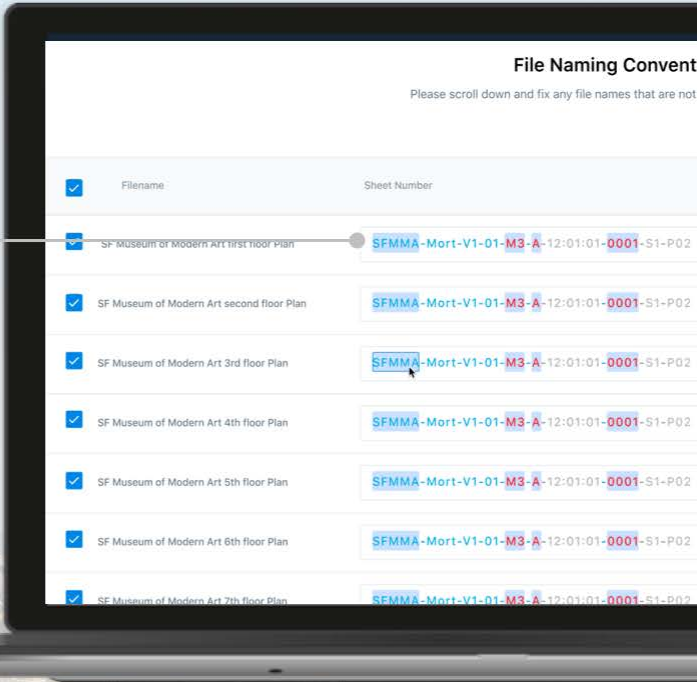 File Naming Convent
Please scroll down and fix any file names that are not
Filename Sheet Number
SF Museum of Modern Art first floor Plan SFMMA-Mort-V1-01-M3-A-12:01:01-0001-S1-P02
SF Museum of Modern Art second floor Plan SFMMA-Mort-V1-01-M3-A-12:01:01-0001-S1-P02
SF Museum of Modern Art 3rd floor Plan SFMMA-Mort-V1-01-M3-A-12:01:01-0001-S1-P02
SF Museum of Modern Art 4th floor Plan SFMMA-Mort-V1-01-M3-A-12:01:01-0001-S1-P02
SF Museum of Modern Art 5th floor Plan SFMMA-Mort-V1-01-M3-A-12:01:01-0001-S1-P02
SF Museum of Modern Art 6th floor Plan SFMMA-Mort-V1-01-M3-A-12:01:01-0001-S1-P02
SF Museum of Modern Art 7th floor Plan SFMMA-Mort-V1-01-M3-A-12:01:01-0001-S1-P02